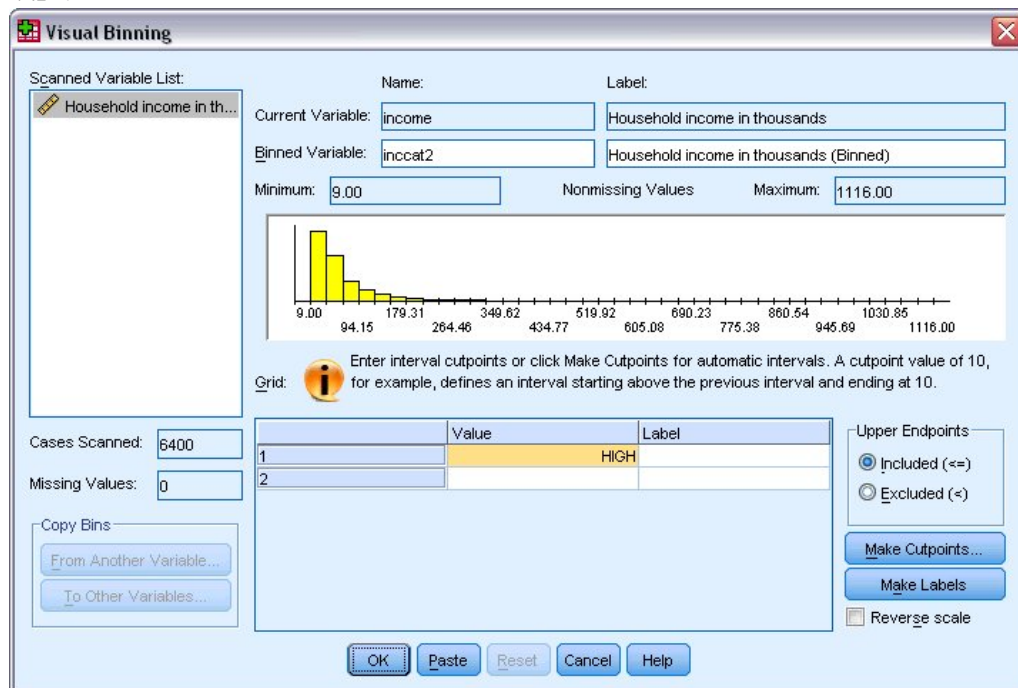 Visual Binning
Scanned Variable List:
Household income in th...
Name:
Label:
Current Variable:
income
Household income in thousands
Binned Variable:
inccat2
Household income in thousands (Binned)
Minimum:
9.00
Nonmissing Values
Maximum:
1116.00
9.00 179.31 349.62 519.92 690.23 860.54 1030.85
94.15 264.46 434.77 605.08 775.38 945.69 1116.00
Grid:
Enter interval cutpoints or click Make Cutpoints for automatic intervals. A cutpoint value of 10,
for example, defines an interval starting above the previous interval and ending at 10.
Cases Scanned:
6400
Missing Values:
0
Copy Bins
From Another Variable...
To Other Variables...
Value Label
1 HIGH
2
Upper Endpoints
Included (<=)
Excluded (<)
Make Cutpoints...
Make Labels
Reverse scale
OK Paste Reset Cancel Help